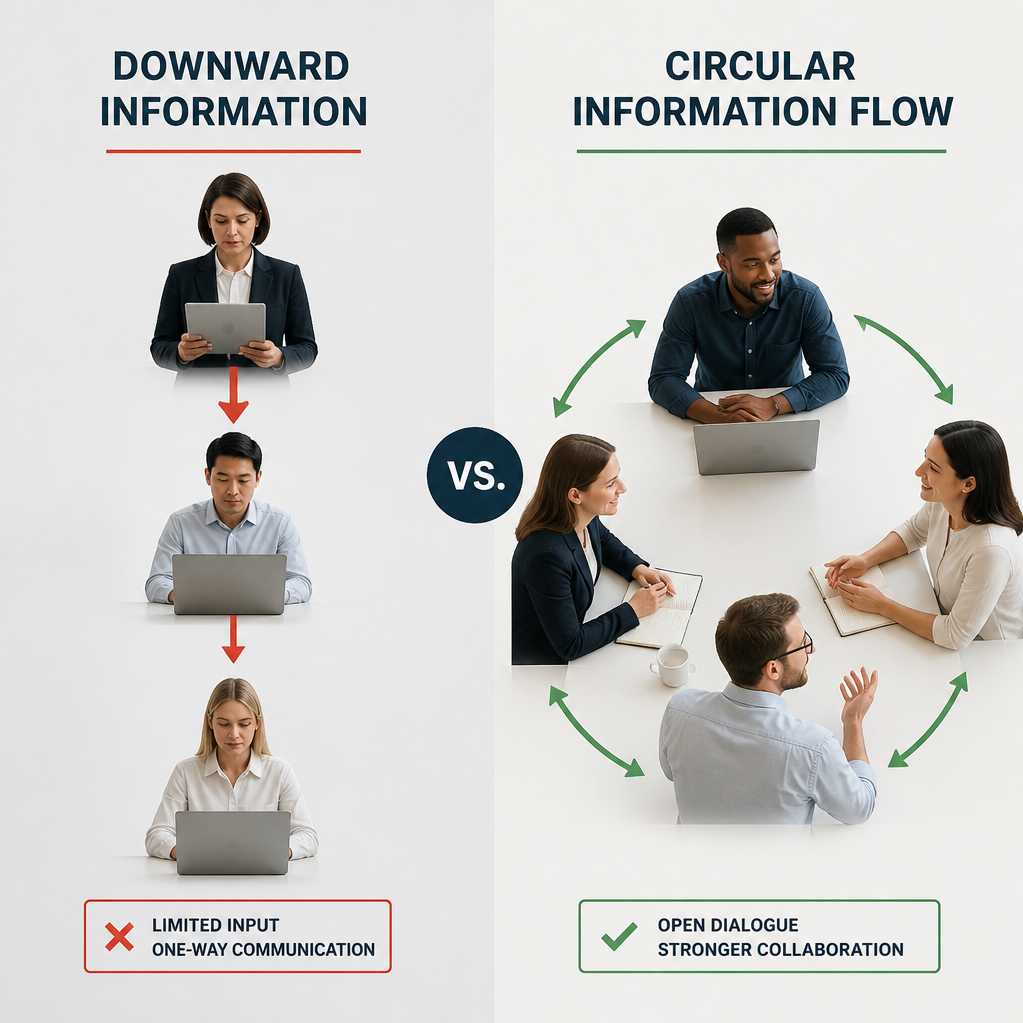 DOWNWARD
INFORMATION
CIRCULAR
INFORMATION FLOW
VS.
LIMITED INPUT
ONE-WAY COMMUNICATION
OPEN DIALOGUE
STRONGER COLLABORATION